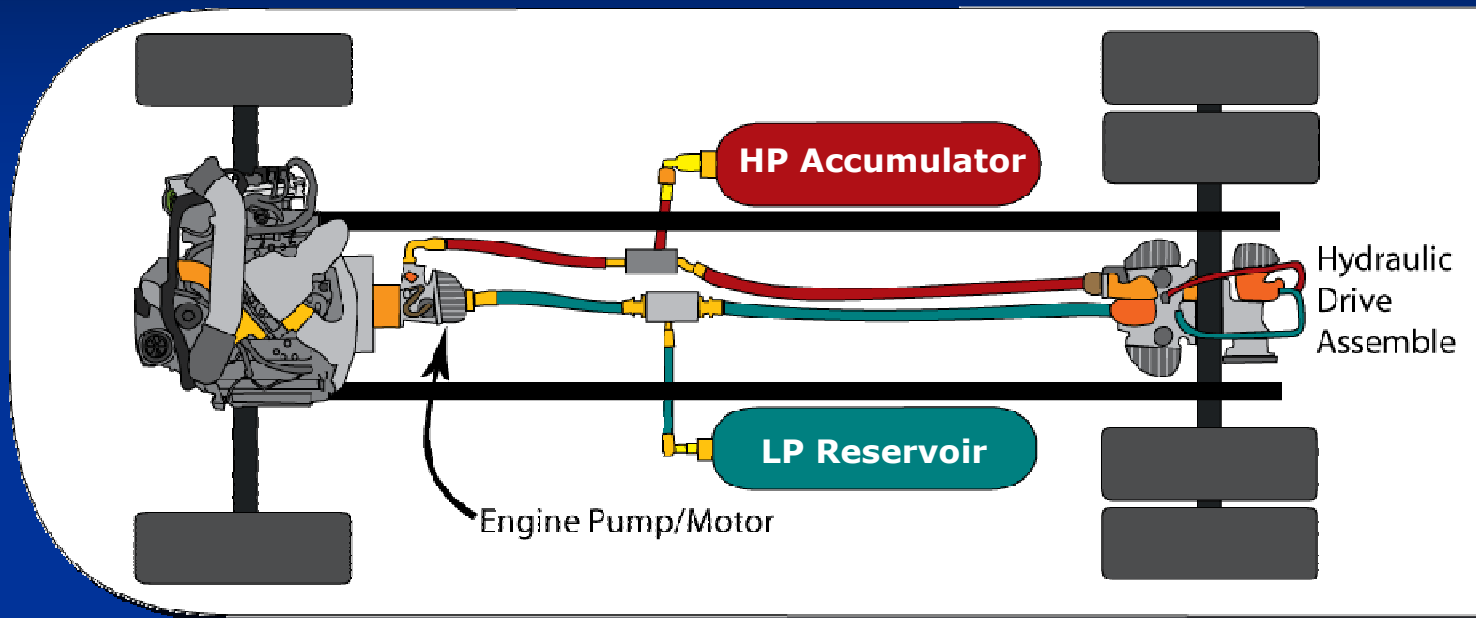 HP Accumulator
Hydraulic
Drive
Assemble
LP Reservoir
Engine Pump/Motor